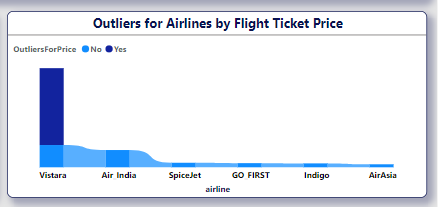 Outliers for Airlines by Flight Ticket Price
OutliersForPrice No Yes
Vistara Air India SpiceJet GO FIRST Indigo AirAsia
airline